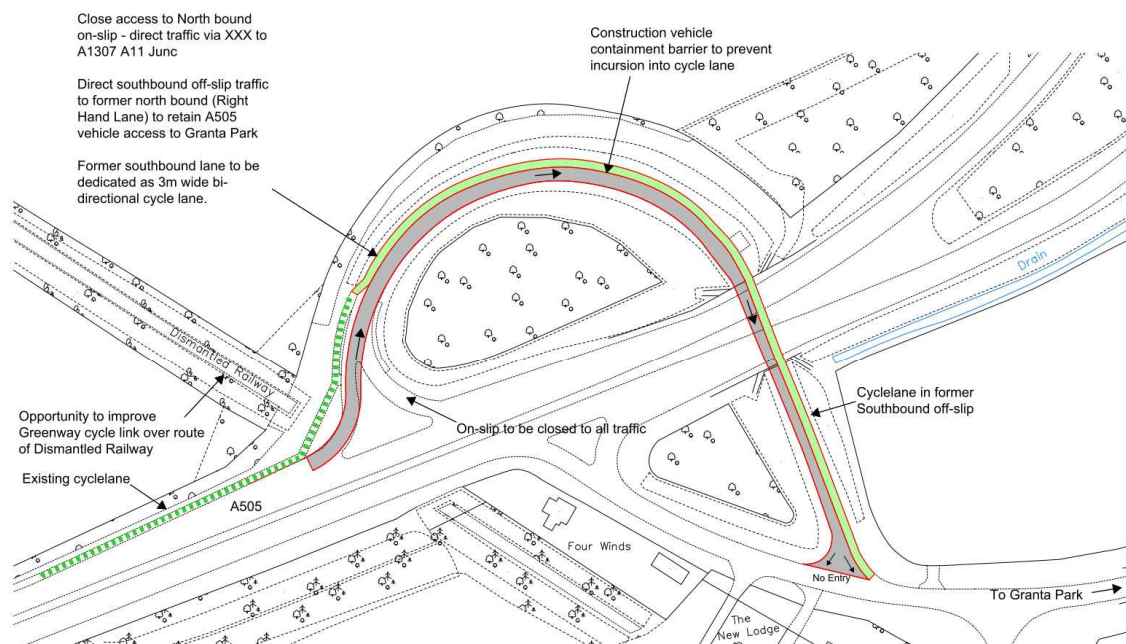 Close access to North bound
on-slip - direct traffic via XXX to
A1307 A11 Junc
Direct southbound off-slip traffic
to former north bound (Right
Hand Lane) to retain A505
vehicle access to Granta Park
Former southbound lane to be
dedicated as 3m wide bi-
directional cycle lane.
Construction vehicle
containment barrier to prevent
incursion into cycle lane
Drain
Dismantled Railway
Opportunity to improve
Greenway cycle link over route
of Dismantled Railway
Existing cyclelane
A505
On-slip to be closed to all traffic
Cyclelane in former
Southbound off-slip
Four Winds
No Entry
To Granta Park
The
New Lodge